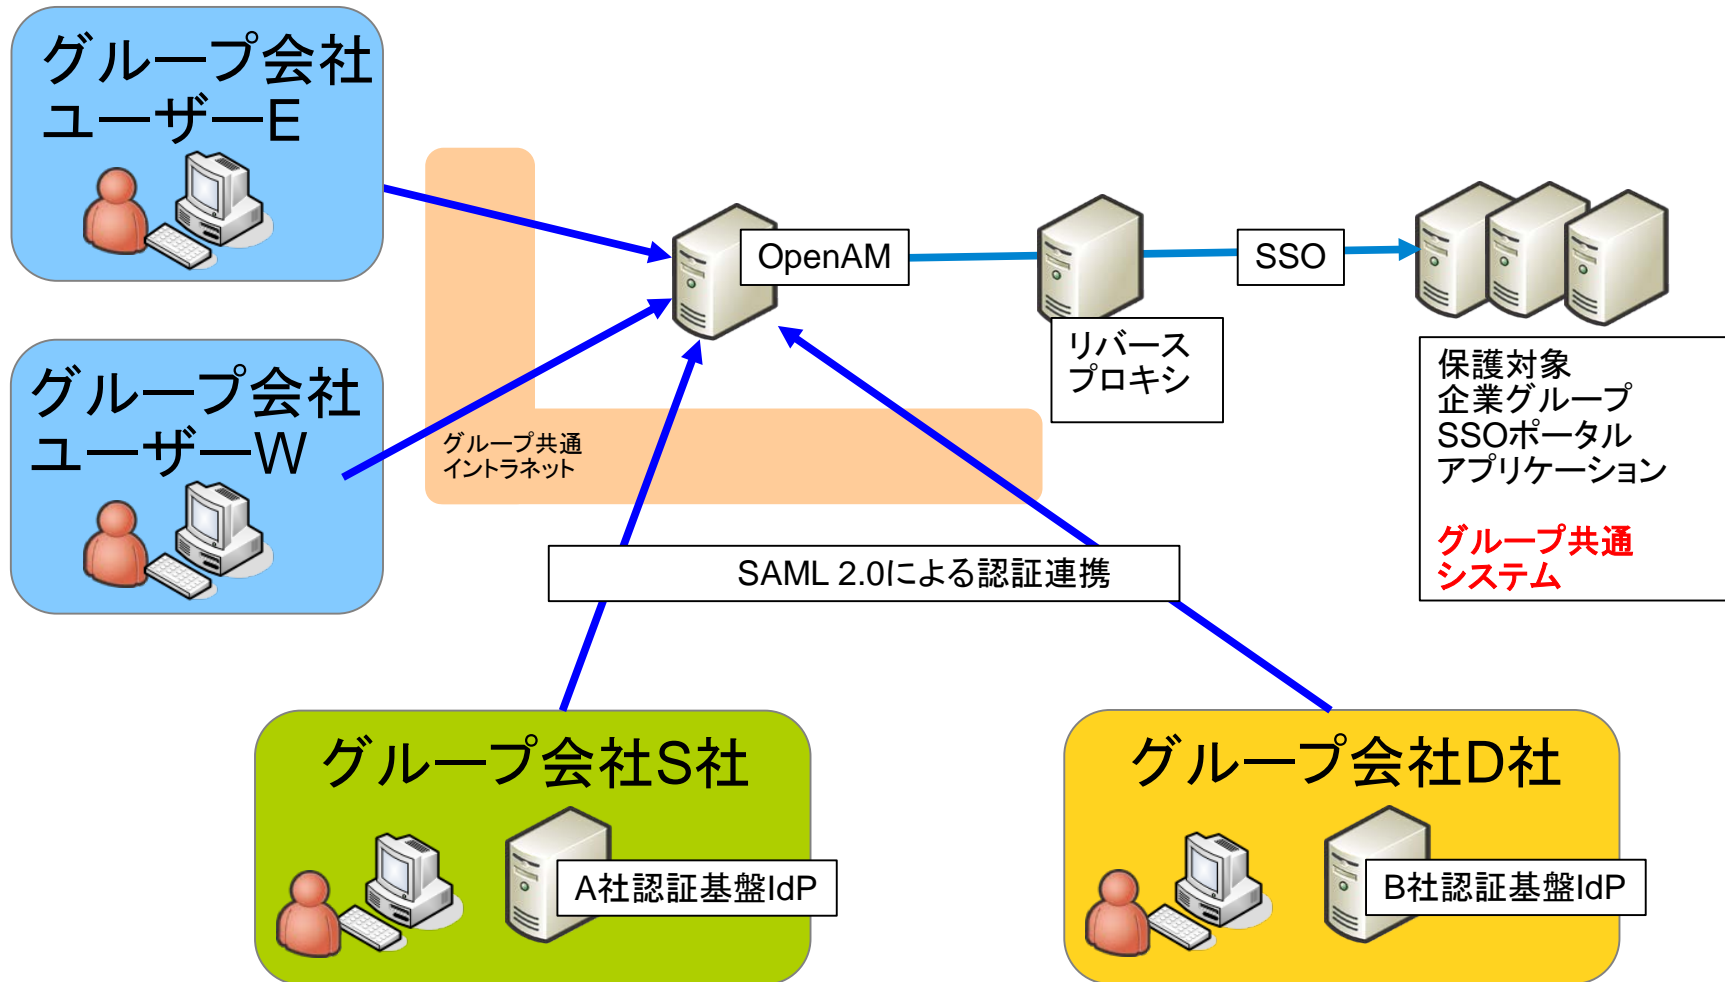 グループ会社
ユーザーE
グループ会社
ユーザーW
グループ共通
イントラネット
OpenAM
リバース
プロキシ
SSO
保護対象
企業グループ
SSOポータル
アプリケーション
グループ共通
システム
SAML 2.0による認証連携
グループ会社S社
A社認証基盤IdP
グループ会社D社
B社認証基盤IdP